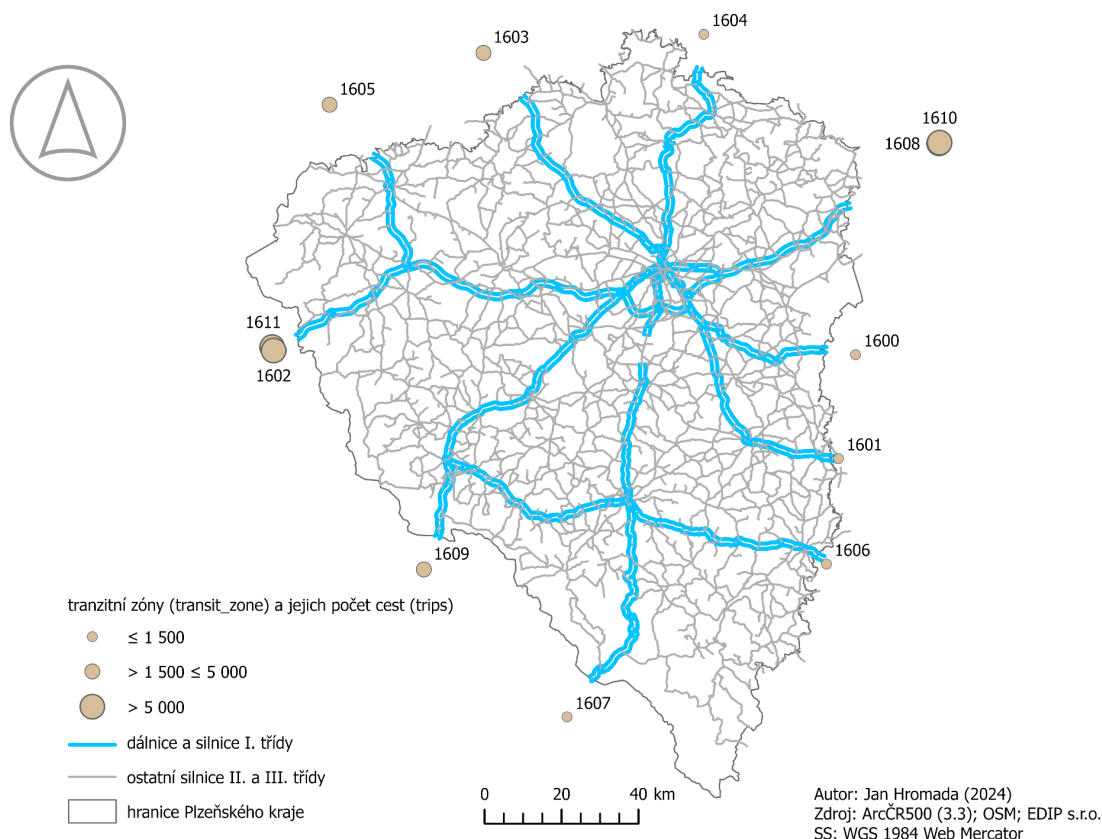 1604
1603
1605
1610
1608
1611
1602
1600
1601
1606
1609
1607
tranzitní zóny (transit_zone) a jejich počet cest (trips)
≤ 1 500
> 1 500 ≤ 5 000
> 5 000
dálnice a silnice I. třídy
ostatní silnice II. a III. třídy
hranice Plzeňského kraje
0 20 40 km
Autor: Jan Hromada (2024)
Zdroj: ArcČR500 (3.3); OSM; EDIP s.r.o.
SS: WGS 1984 Web Mercator